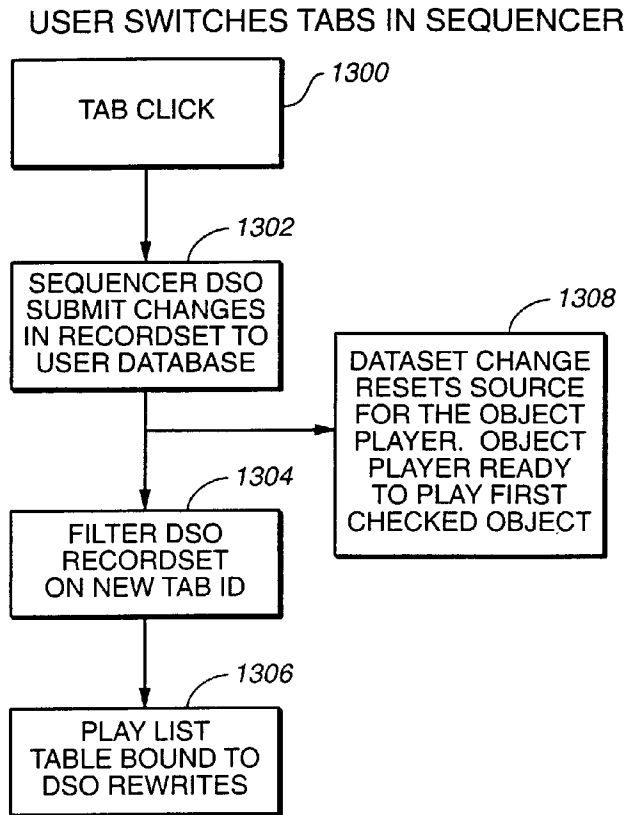 USER SWITCHES TABS IN SEQUENCER
1300
TAB CLICK
1302
SEQUENCER DSO
SUBMIT CHANGES
IN RECORDSET TO
USER DATABASE
1308
DATASET CHANGE
RESETS SOURCE
FOR THE OBJECT
PLAYER. OBJECT
PLAYER READY
TO PLAY FIRST
CHECKED OBJECT
1304
FILTER DSO
RECORDSET
ON NEW TAB ID
1306
PLAY LIST
TABLE BOUND TO
DSO REWRITES